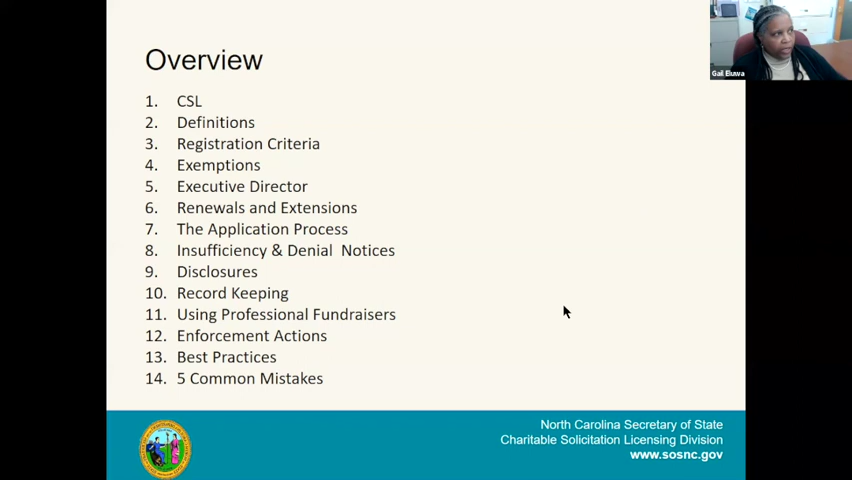 Overview
1. CSL
2. Definitions
3. Registration Criteria
4. Exemptions
5. Executive Director
6. Renewals and Extensions
7. The Application Process
8. Insufficiency & Denial Notices
9. Disclosures
10. Record Keeping
11. Using Professional Fundraisers
12. Enforcement Actions
13. Best Practices
14. 5 Common Mistakes
North Carolina Secretary of State
Charitable Solicitation Licensing Division
www.sosnc.gov
Gail Eluwa